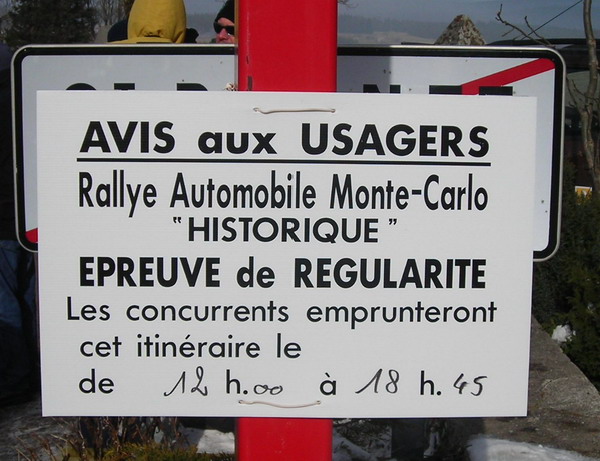 AVIS aux USAGERS
Rallye Automobile Monte-Carlo
"HISTORIQUE"
EPREUVE de REGULARITE
Les concurrents emprunteront
cet itinéraire le
de 12 h.00 à 18 h. 45